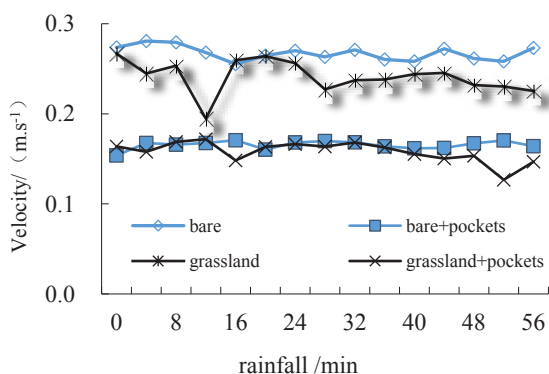 0.3
0.2
0.1
0.0
Velocity/（m.s⁻¹）
bare
bare+pockets
grassland
grassland+pockets
0 8 16 24 32 40 48 56
rainfall /min